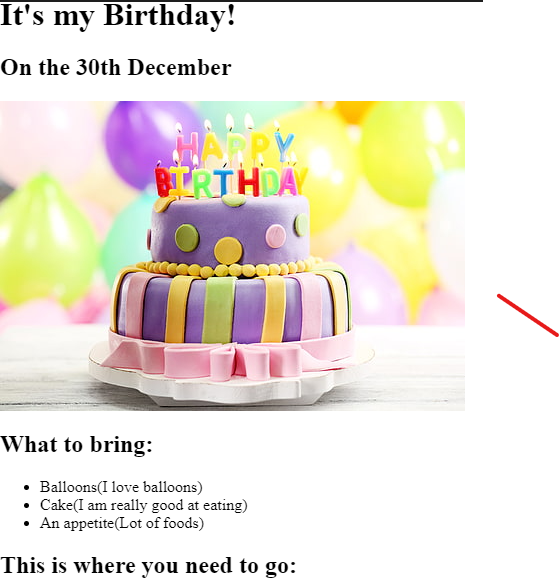 It's my Birthday!
On the 30th December
HAPPY
BIRTHDAY
What to bring:
Balloons(I love balloons)
Cake(I am really good at eating)
An appetite(Lot of foods)
This is where you need to go: